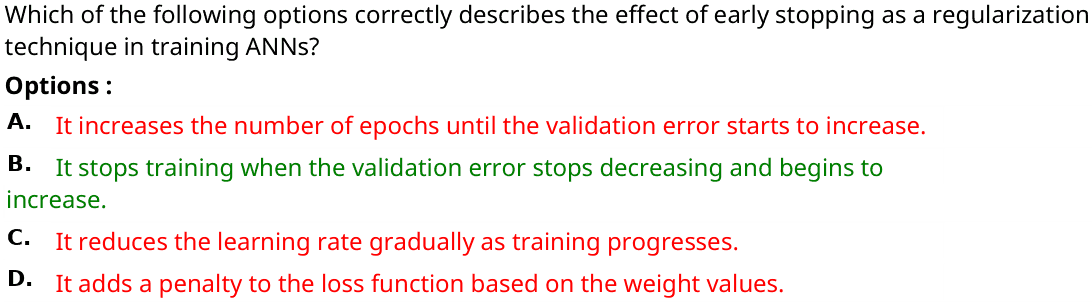 Which of the following options correctly describes the effect of early stopping as a regularization
technique in training ANNs?
Options :
A. It increases the number of epochs until the validation error starts to increase.
B. It stops training when the validation error stops decreasing and begins to
increase.
C. It reduces the learning rate gradually as training progresses.
D. It adds a penalty to the loss function based on the weight values.